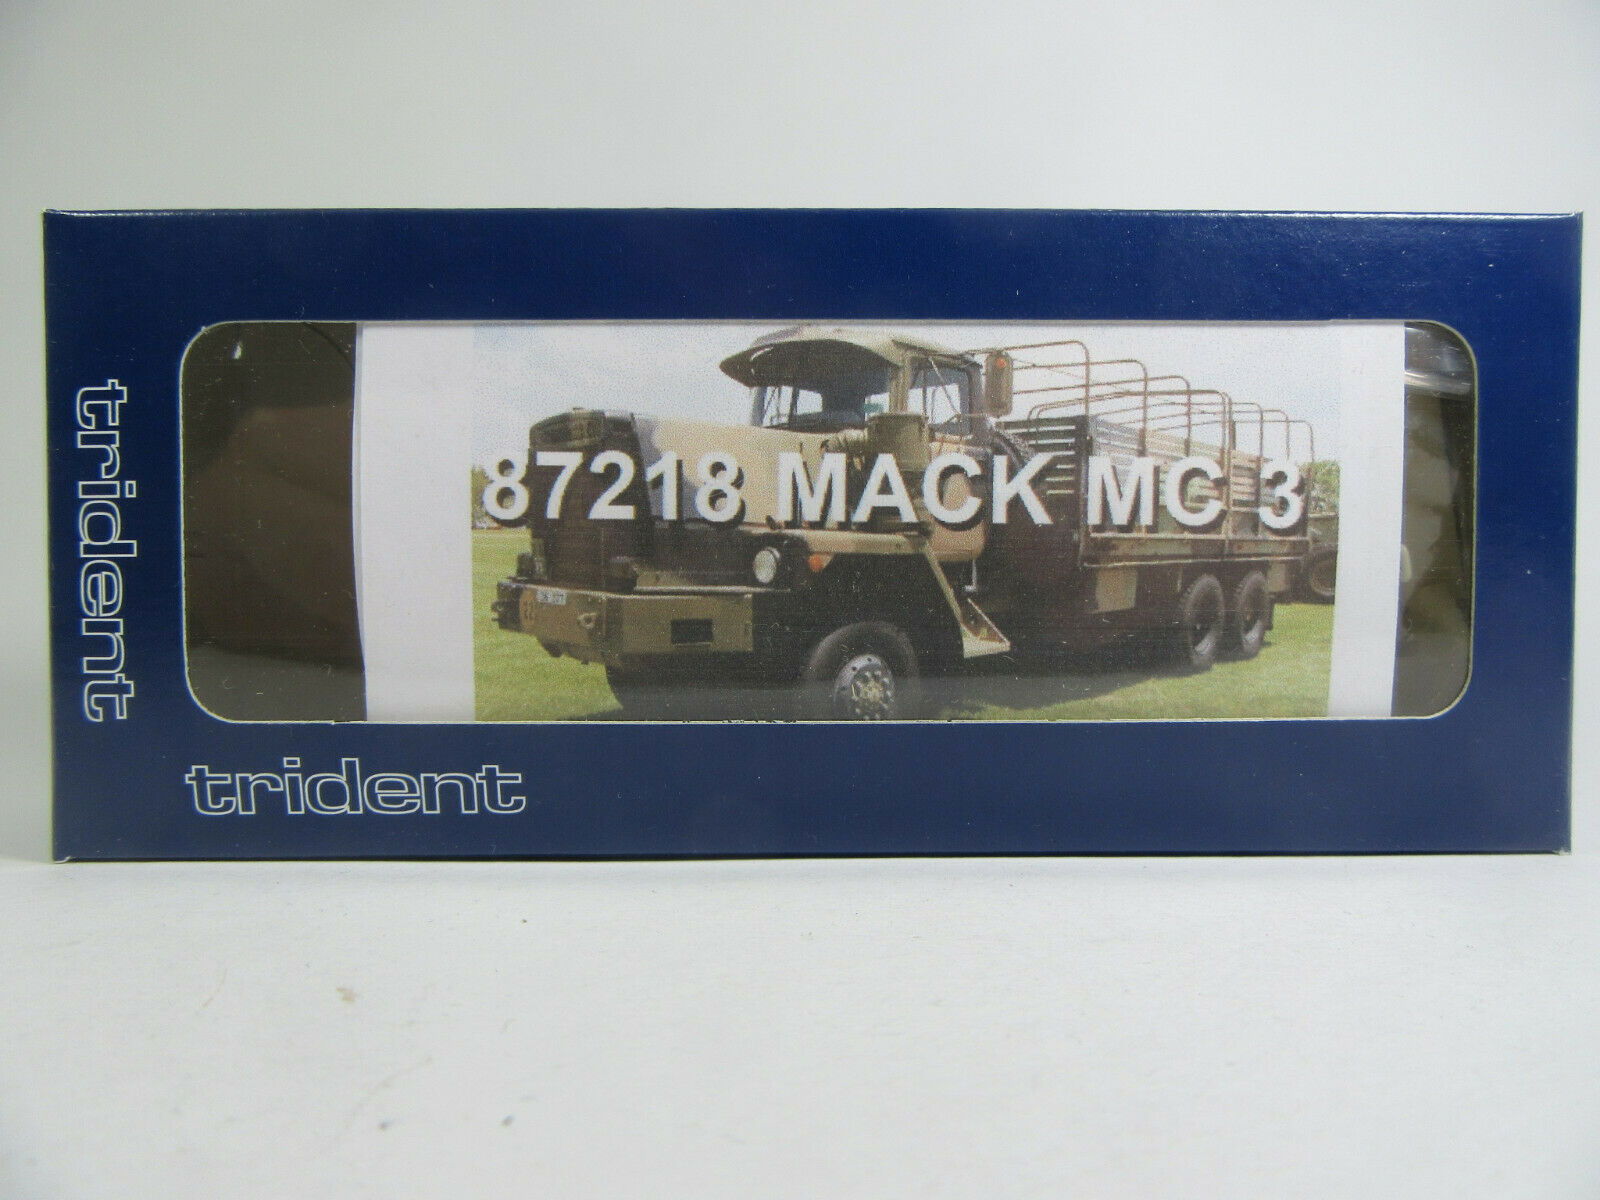 trident
87218 MACK MC 3
trident